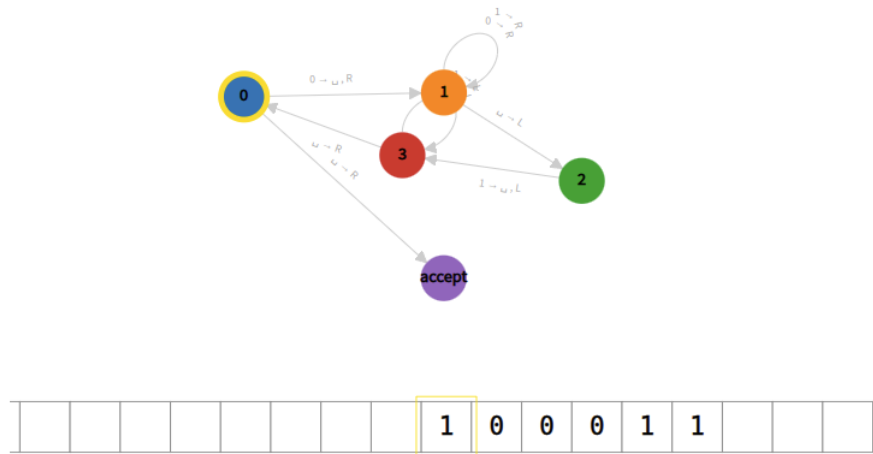 1 → R
0 → R
0 → ␣, R
0
1
␣ → L
3
␣ → R
␣ → R
2
1 → ␣, L
accept
1 0 0 0 1 1